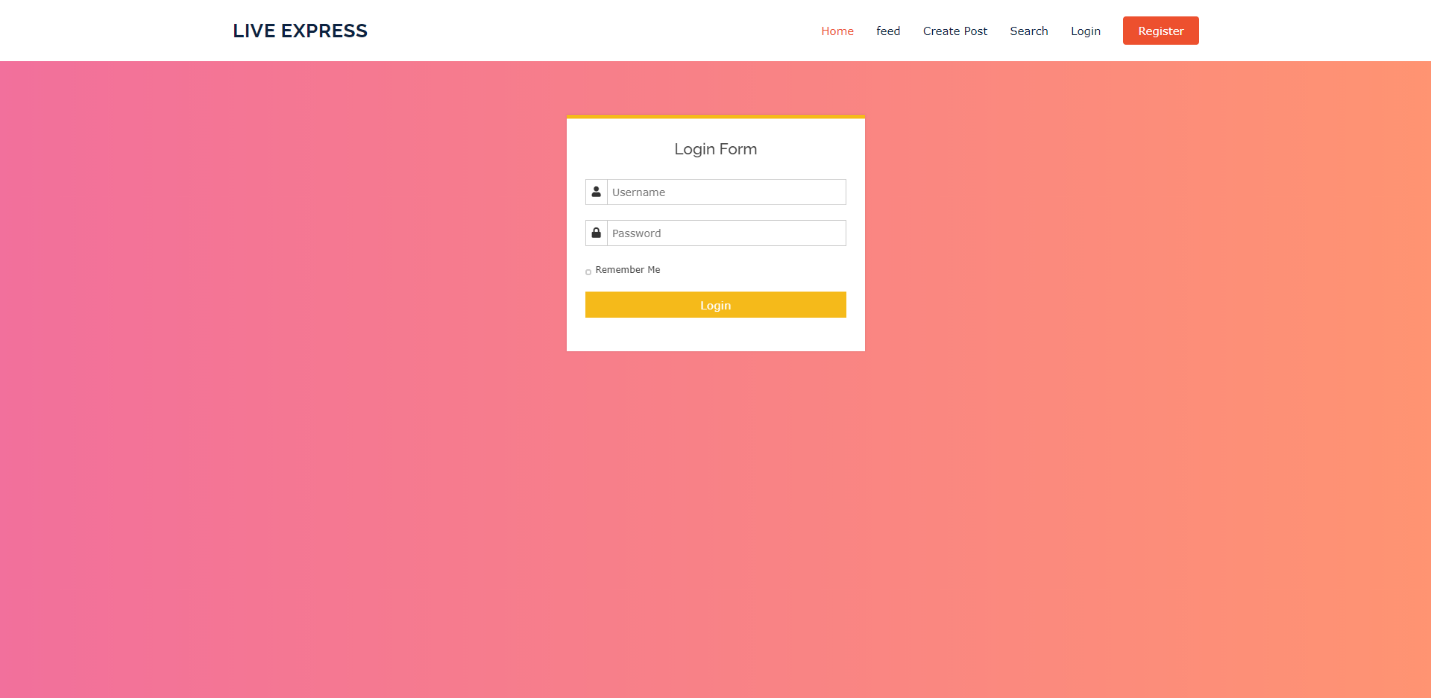 LIVE EXPRESS
Home feed Create Post Search Login Register
Login Form
Username
Password
Remember Me
Login